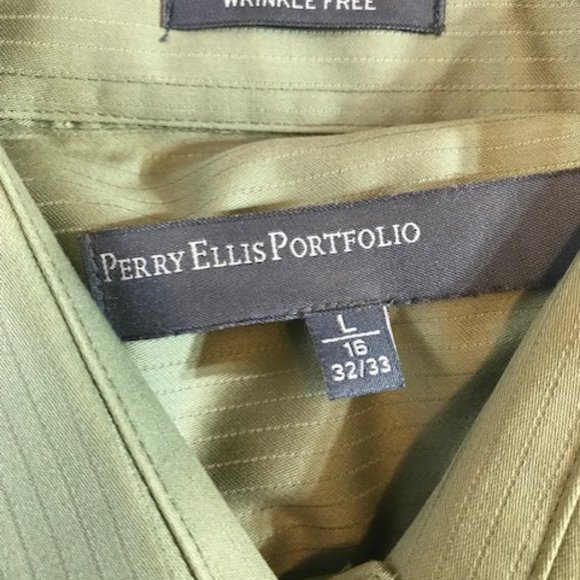 WRINKLE FREE
PERRY ELLIS PORTFOLIO
L
16
32/33